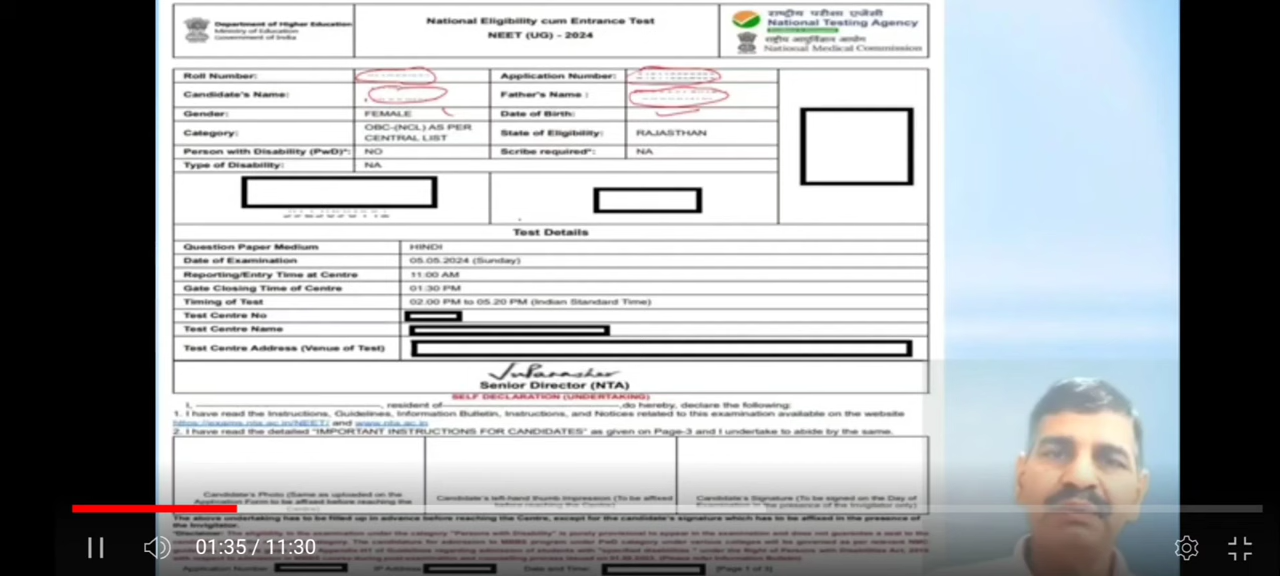 Department of Higher Education
Ministry of Education
Government of India
National Eligibility cum Entrance Test
NEET (UG) - 2024
राष्ट्रीय परीक्षा एजेंसी
National Testing Agency
राष्ट्रीय आयुर्विज्ञान आयोग
National Medical Commission
Roll Number: Application Number:
Candidate's Name: Father's Name :
Gender: FEMALE Date of Birth:
Category: OBC-(NCL) AS PER CENTRAL LIST State of Eligibility: RAJASTHAN
Person with Disability (PwD)*: NO Scribe required*: NA
Type of Disability: NA
Test Details
Question Paper Medium HINDI
Date of Examination 05.05.2024 (Sunday)
Reporting/Entry Time at Centre 11:00 AM
Gate Closing Time of Centre 01:30 PM
Timing of Test 02.00 PM to 05.20 PM (Indian Standard Time)
Test Centre No
Test Centre Name
Test Centre Address (Venue of Test)
Senior Director (NTA)
SELF DECLARATION (UNDERTAKING)
I, , resident of ,do hereby, declare the following:
1. I have read the Instructions, Guidelines, Information Bulletin, Instructions, and Notices related to this examination available on the website
https://exams.nta.ac.in/NEET/ and www.nta.ac.in
2. I have read the detailed "IMPORTANT INSTRUCTIONS FOR CANDIDATES" as given on Page-3 and I undertake to abide by the same.
Candidate's Photo (Same as uploaded on the
Application Form to be affixed before reaching the
Centre)
Candidate's left-hand thumb impression (To be affixed
before reaching the Centre)
Candidate's Signature (To be signed on the Day of
Examination in the presence of the Invigilator only)
The above undertaking has to be filled up in advance before reaching the Centre, except for the candidate's signature which has to be affixed in the presence of
the Invigilator.
01:35 / 11:30
Application Number: IP Address Date and Time: (Page 1 of 3)